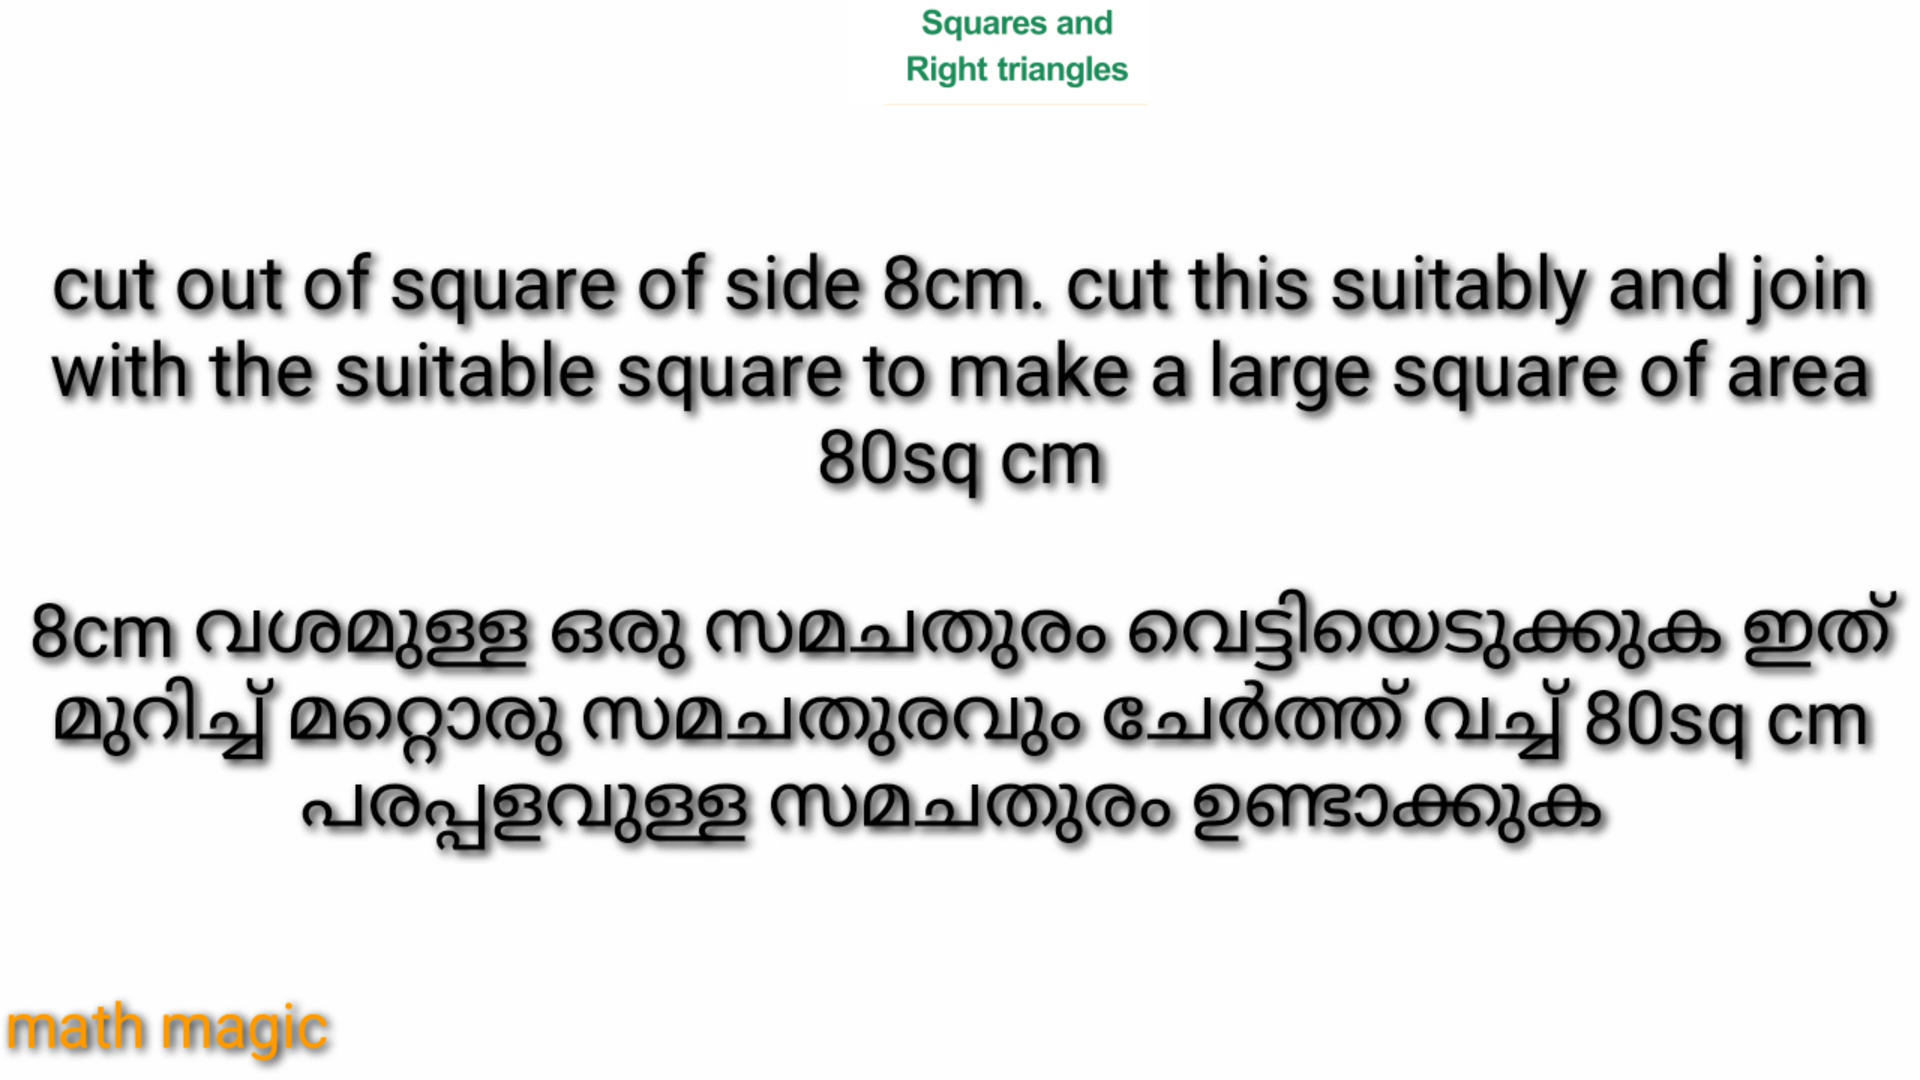 Squares and
Right triangles
cut out of square of side 8cm. cut this suitably and join
with the suitable square to make a large square of area
80sq cm
8cm വശമുള്ള ഒരു സമചതുരം വെട്ടിയെടുക്കുക ഇത്
മുറിച്ച് മറ്റൊരു സമചതുരവും ചേർത്ത് വച്ച് 80sq cm
പരപ്പളവുള്ള സമചതുരം ഉണ്ടാക്കുക
math magic